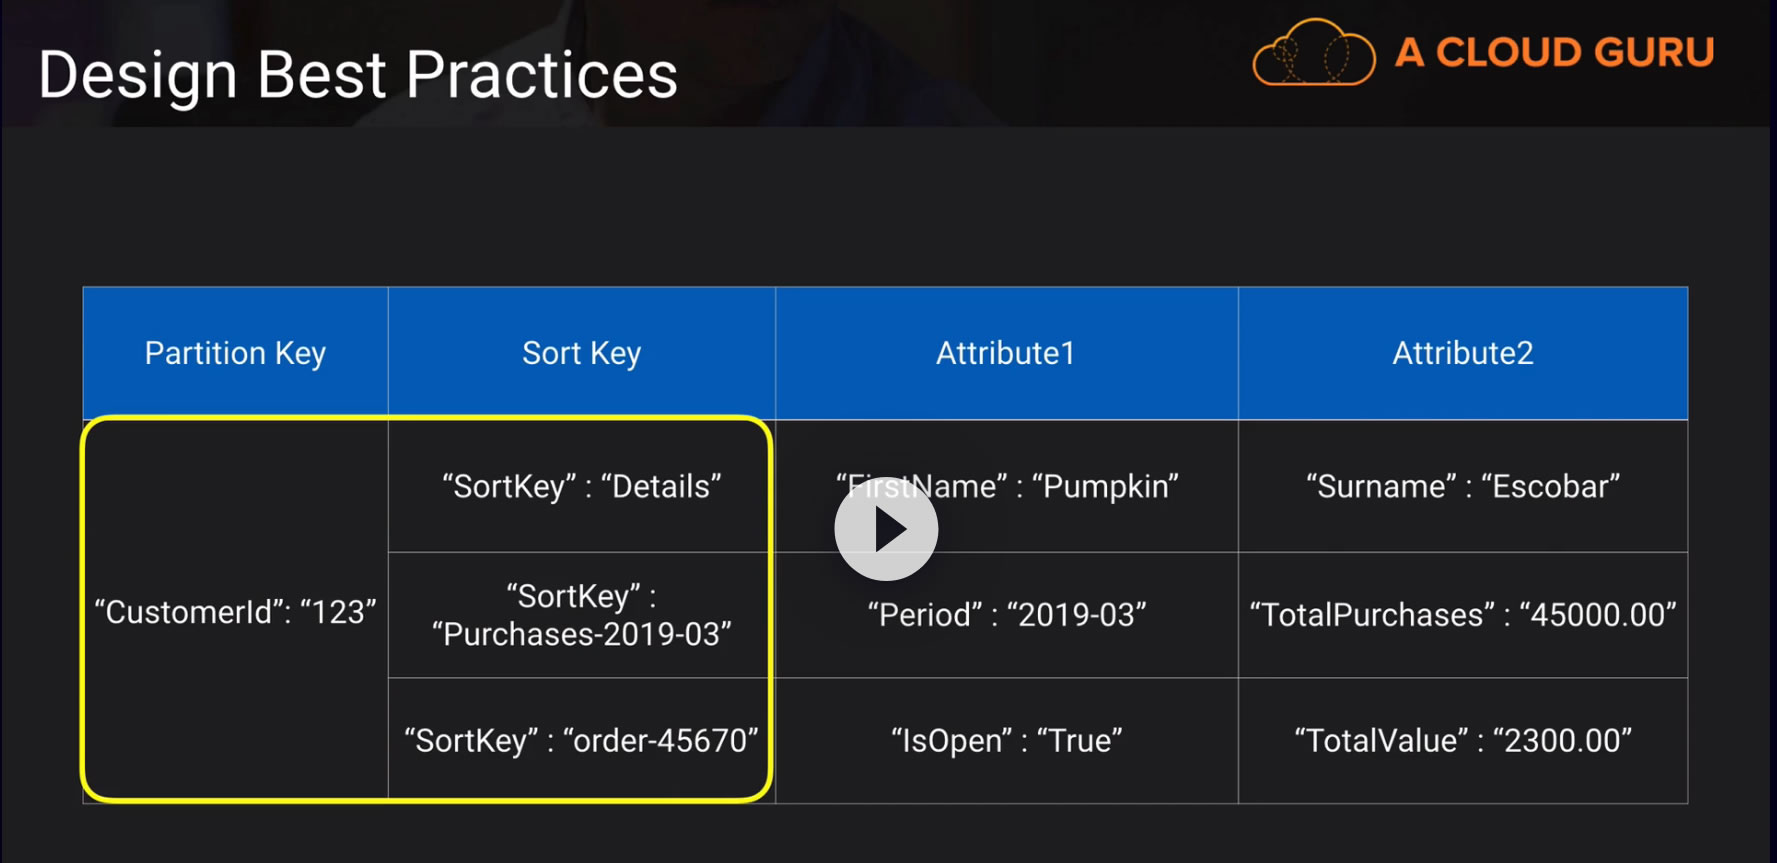 Design Best Practices
A CLOUD GURU
Partition Key
Sort Key
Attribute1
Attribute2
“CustomerId”: “123”
“SortKey” : “Details”
“FirstName” : “Pumpkin”
“Surname” : “Escobar”
“SortKey” :
“Purchases-2019-03”
“Period” : “2019-03”
“TotalPurchases” : “45000.00”
“SortKey” : “order-45670”
“IsOpen” : “True”
“TotalValue” : “2300.00”